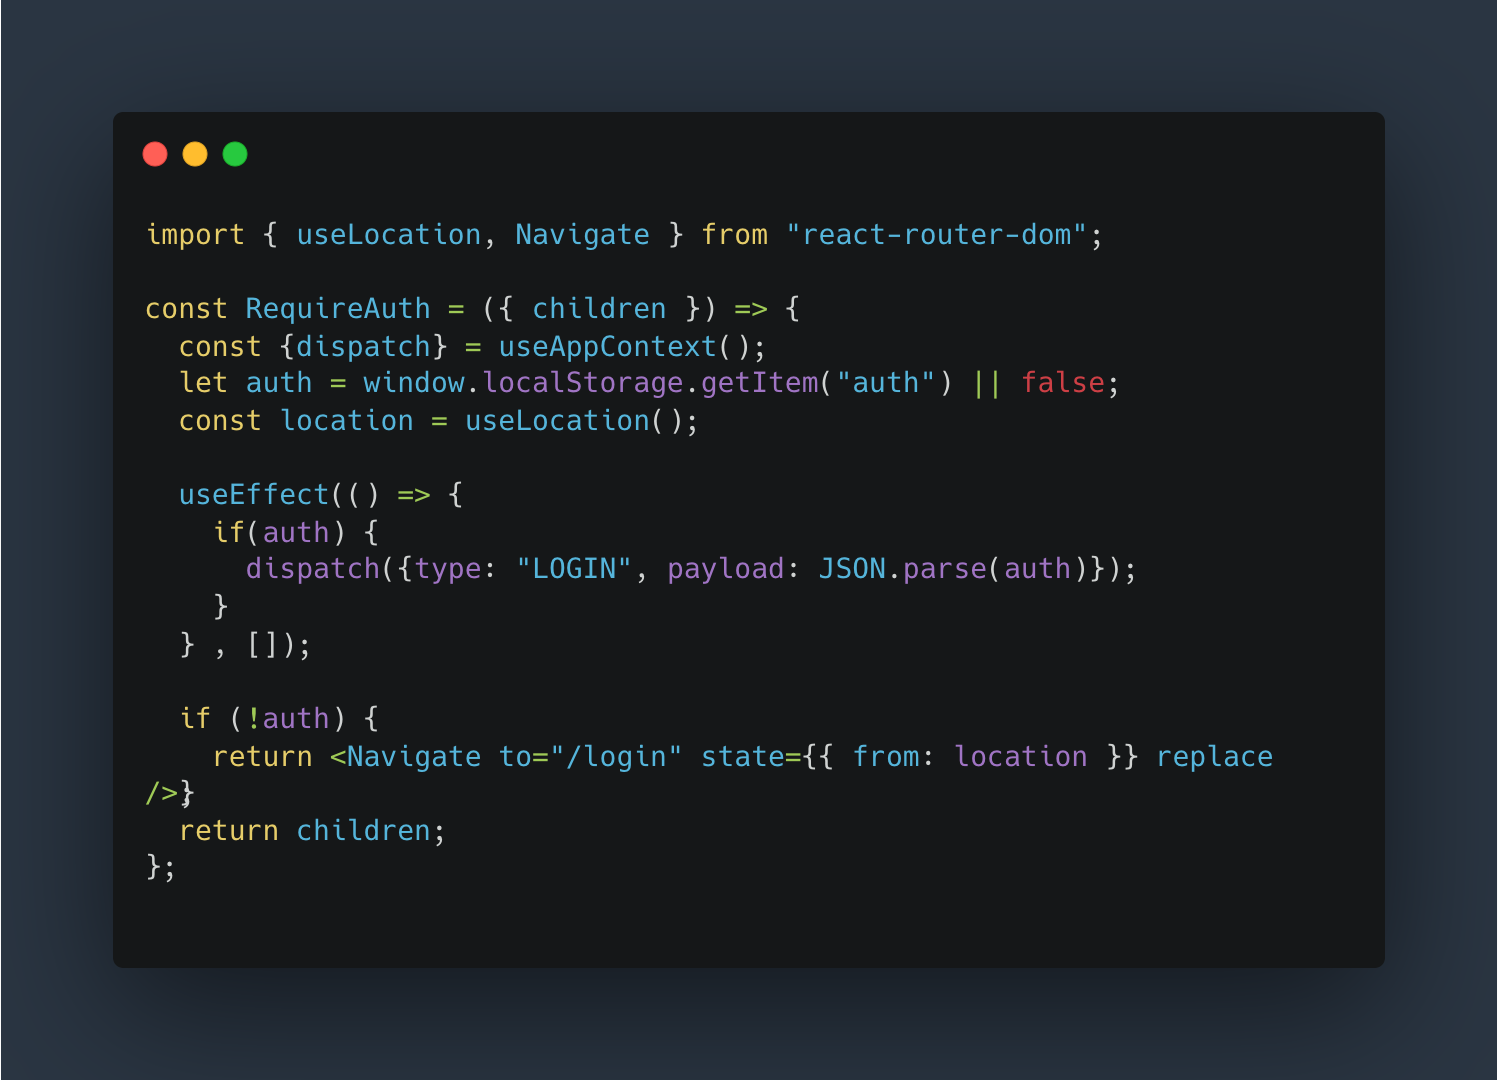 import { useLocation, Navigate } from "react-router-dom";

const RequireAuth = ({ children }) => {
  const {dispatch} = useAppContext();
  let auth = window.localStorage.getItem("auth") || false;
  const location = useLocation();

  useEffect(() => {
    if(auth) {
      dispatch({type: "LOGIN", payload: JSON.parse(auth)});
    }
  } , []);

  if (!auth) {
    return <Navigate to="/login" state={{ from: location }} replace
/>;}
  return children;
};